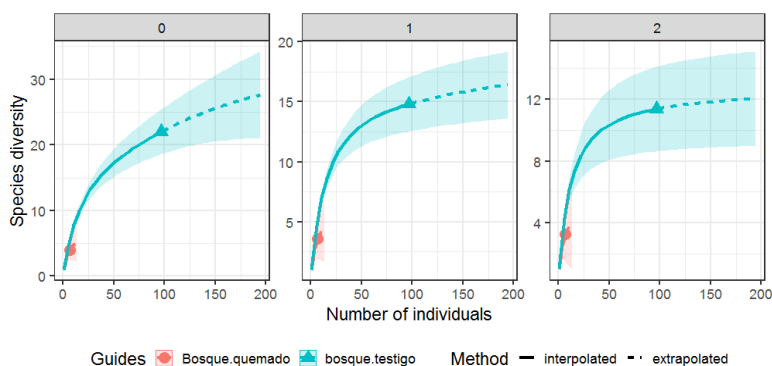 0 1 2
Species diversity
30
20
10
0
20
15
10
5
12
8
4
0 50 100 150 200 0 50 100 150 200 0 50 100 150 200
Number of individuals
Guides Bosque.quemado bosque.testigo Method interpolated extrapolated